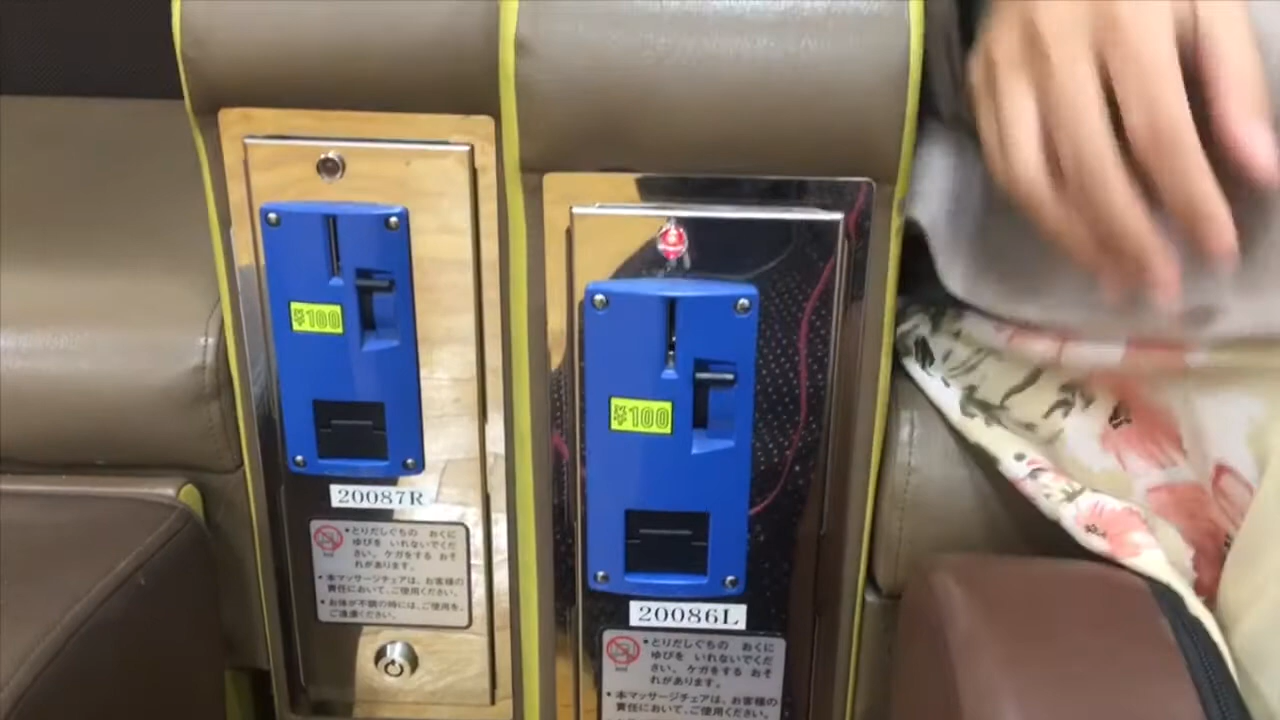 ¥100
20087R
・とりだしぐちの おくに
ゆびを いれないでくだ
さい。ケガをする おそ
れがあります。
・本マッサージチェアは、お客様の
責任において、ご使用ください。
・お体が不調の時には、ご使用を、
ご遠慮ください。
¥100
20086L
・とりだしぐちの おくに
ゆびを いれないでくだ
さい。ケガをする おそ
れがあります。
・本マッサージチェアは、お客様の
責任において、ご使用ください。